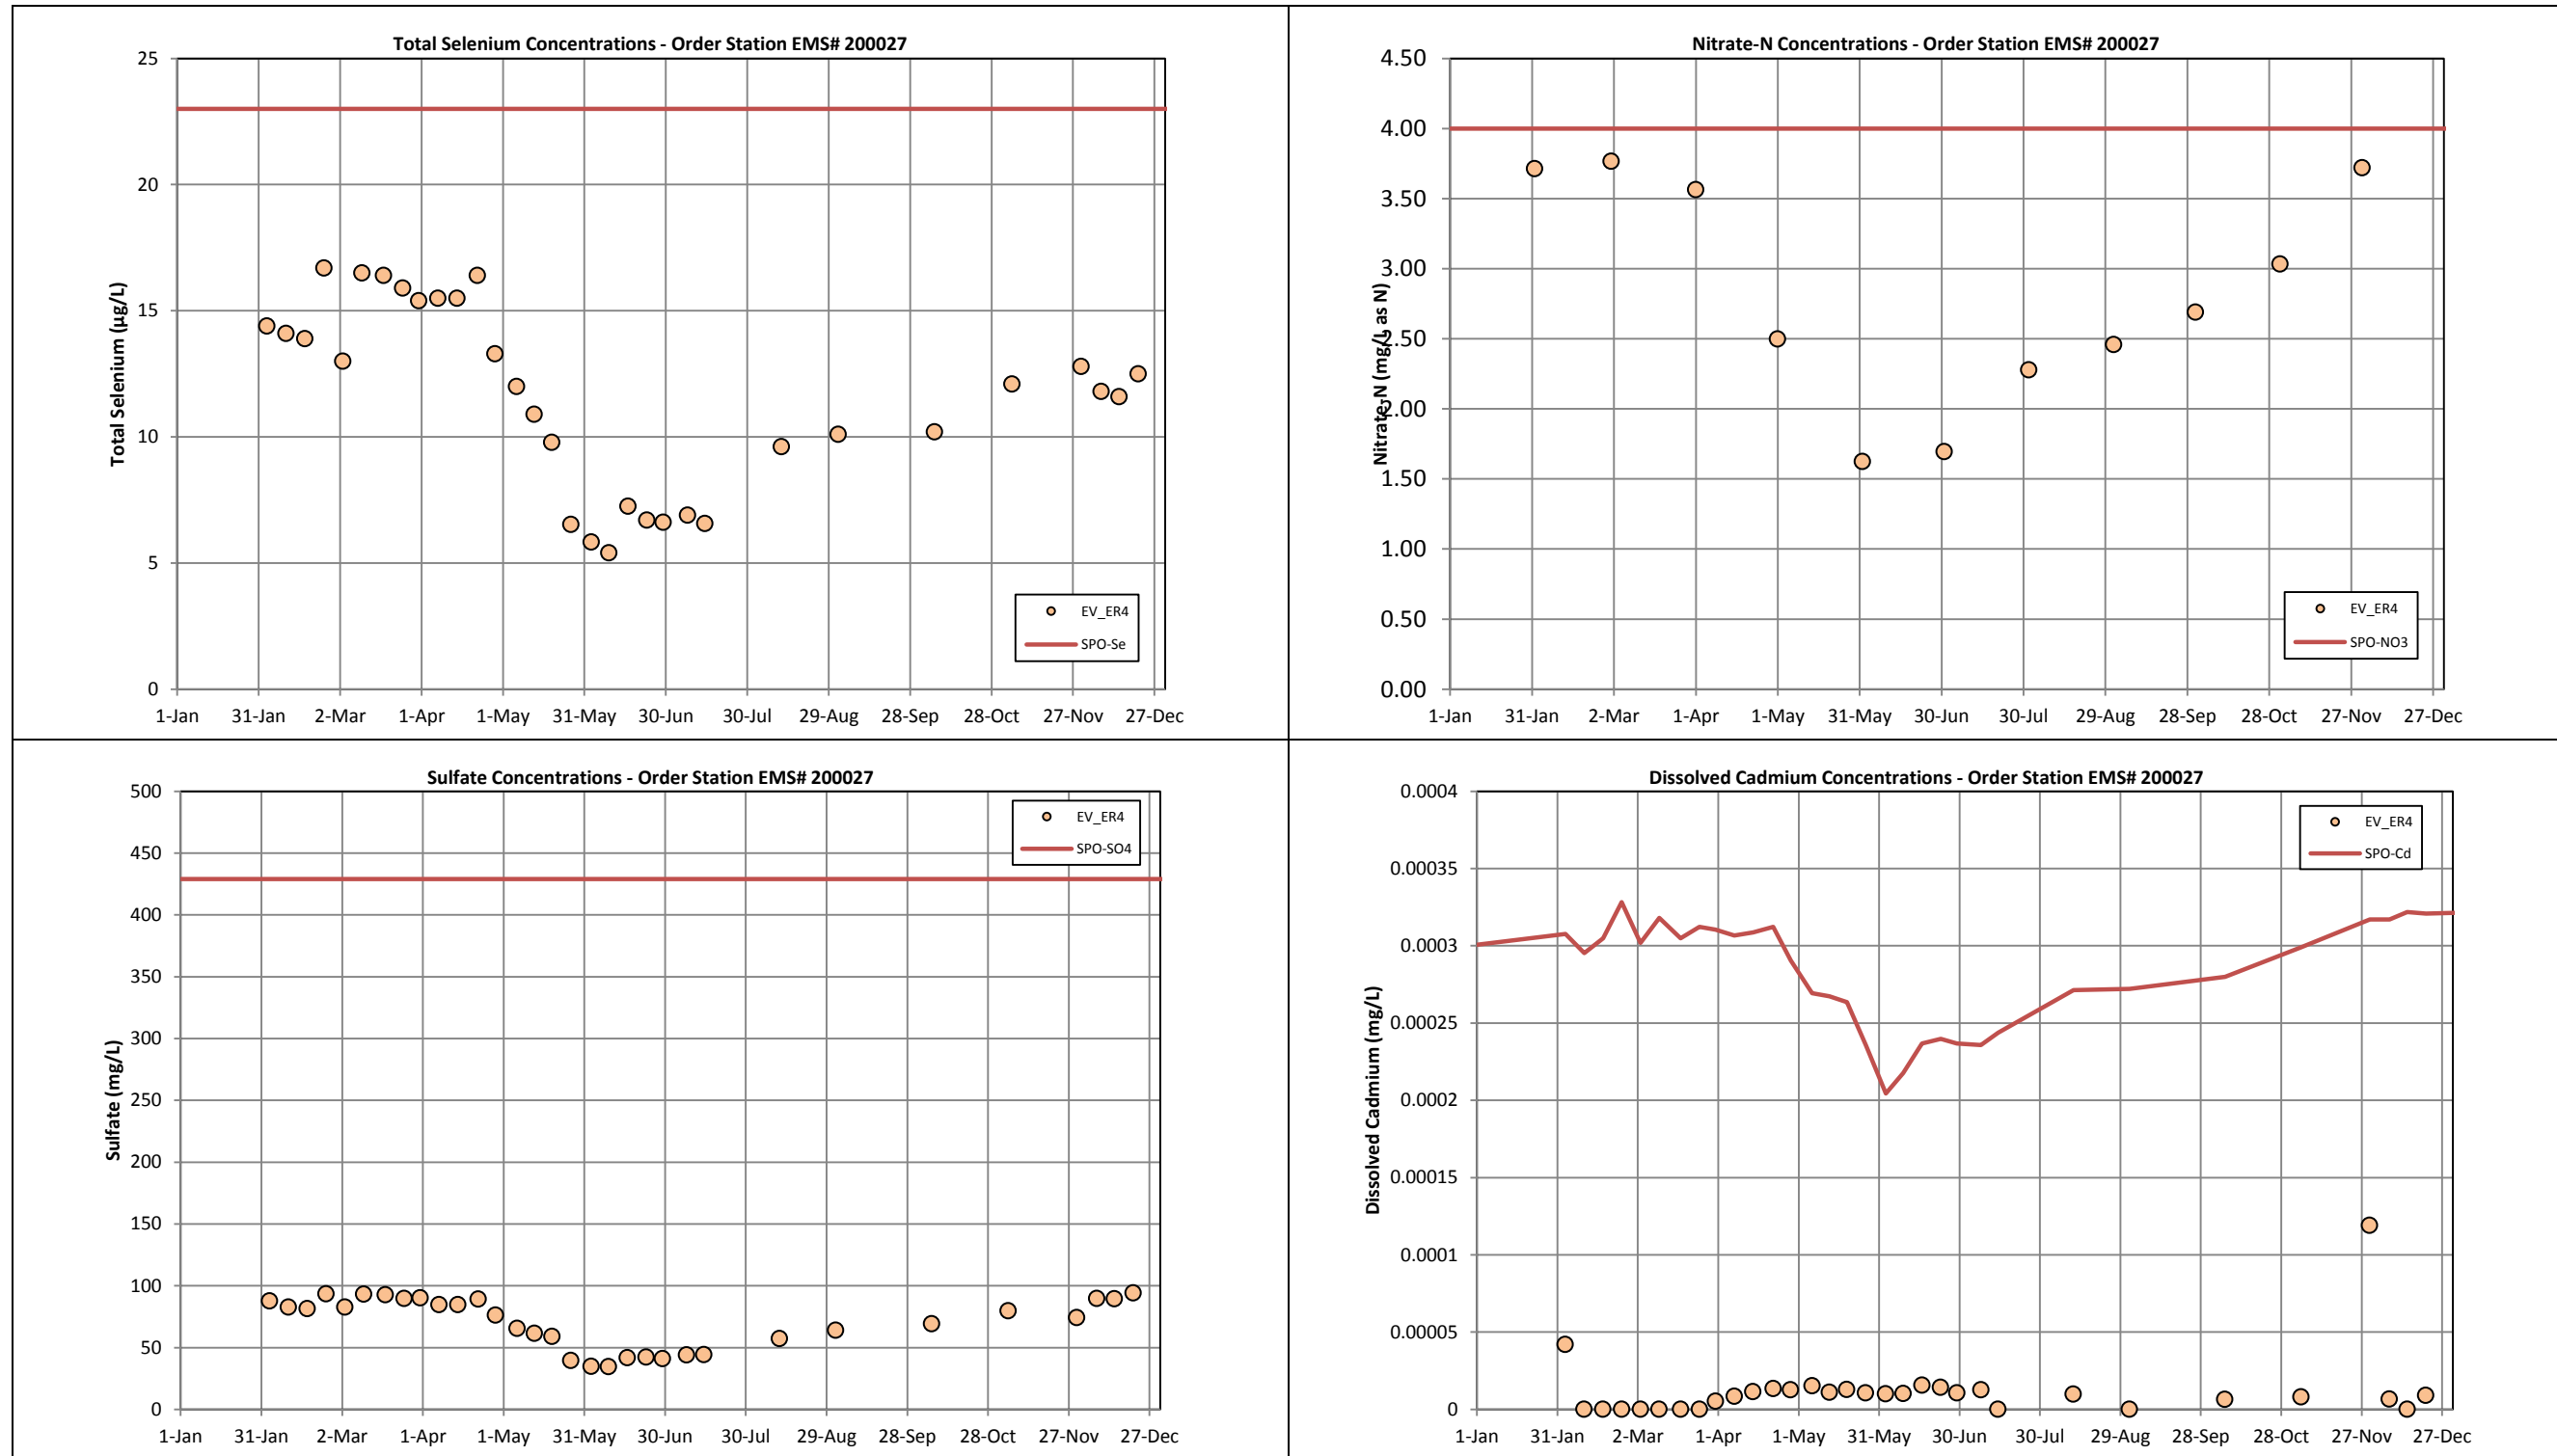 Total Selenium Concentrations - Order Station EMS# 200027
25
20
15
10
5
0
Total Selenium (µg/L)
1-Jan 31-Jan 2-Mar 1-Apr 1-May 31-May 30-Jun 30-Jul 29-Aug 28-Sep 28-Oct 27-Nov 27-Dec
EV_ER4
SPO-Se
Nitrate-N Concentrations - Order Station EMS# 200027
4.50
4.00
3.50
3.00
2.50
2.00
1.50
1.00
0.50
0.00
Nitrate-N (mg/L as N)
1-Jan 31-Jan 2-Mar 1-Apr 1-May 31-May 30-Jun 30-Jul 29-Aug 28-Sep 28-Oct 27-Nov 27-Dec
EV_ER4
SPO-NO3
Sulfate Concentrations - Order Station EMS# 200027
500
450
400
350
300
250
200
150
100
50
0
Sulfate (mg/L)
1-Jan 31-Jan 2-Mar 1-Apr 1-May 31-May 30-Jun 30-Jul 29-Aug 28-Sep 28-Oct 27-Nov 27-Dec
EV_ER4
SPO-SO4
Dissolved Cadmium Concentrations - Order Station EMS# 200027
0.0004
0.00035
0.0003
0.00025
0.0002
0.00015
0.0001
0.00005
0
Dissolved Cadmium (mg/L)
1-Jan 31-Jan 2-Mar 1-Apr 1-May 31-May 30-Jun 30-Jul 29-Aug 28-Sep 28-Oct 27-Nov 27-Dec
EV_ER4
SPO-Cd